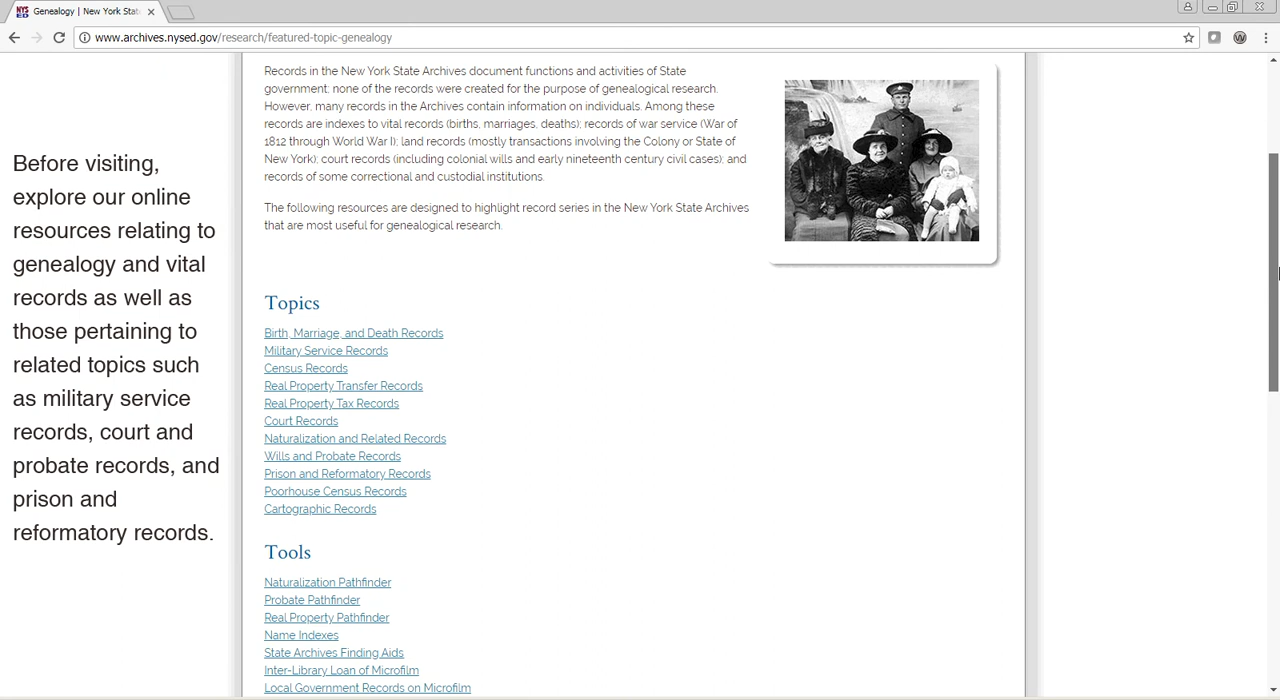 Genealogy | New York Stat
www.archives.nysed.gov/research/featured-topic-genealogy
Before visiting,
explore our online
resources relating to
genealogy and vital
records as well as
those pertaining to
related topics such
as military service
records, court and
probate records, and
prison and
reformatory records.
Records in the New York State Archives document functions and activities of State
government; none of the records were created for the purpose of genealogical research.
However, many records in the Archives contain information on individuals. Among these
records are indexes to vital records (births, marriages, deaths); records of war service (War of
1812 through World War I); land records (mostly transactions involving the Colony or State of
New York); court records (including colonial wills and early nineteenth century civil cases); and
records of some correctional and custodial institutions.
The following resources are designed to highlight record series in the New York State Archives
that are most useful for genealogical research.
Topics
Birth, Marriage, and Death Records
Military Service Records
Census Records
Real Property Transfer Records
Real Property Tax Records
Court Records
Naturalization and Related Records
Wills and Probate Records
Prison and Reformatory Records
Poorhouse Census Records
Cartographic Records
Tools
Naturalization Pathfinder
Probate Pathfinder
Real Property Pathfinder
Name Indexes
State Archives Finding Aids
Inter-Library Loan of Microfilm
Local Government Records on Microfilm